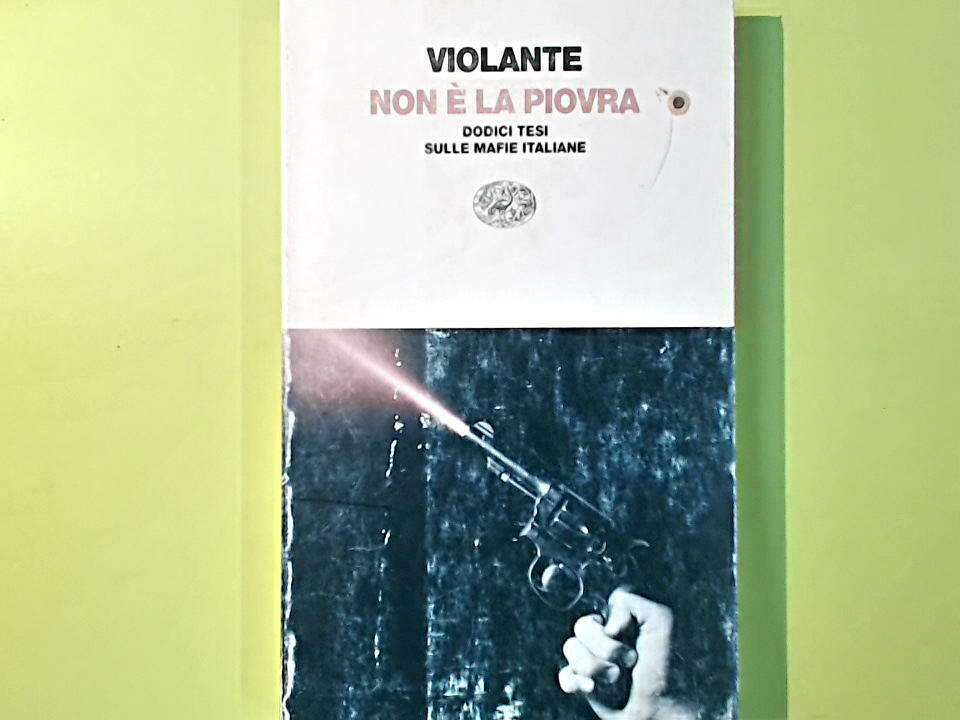 VIOLANTE
NON È LA PIOVRA
DODICI TESI
SULLE MAFIE ITALIANE